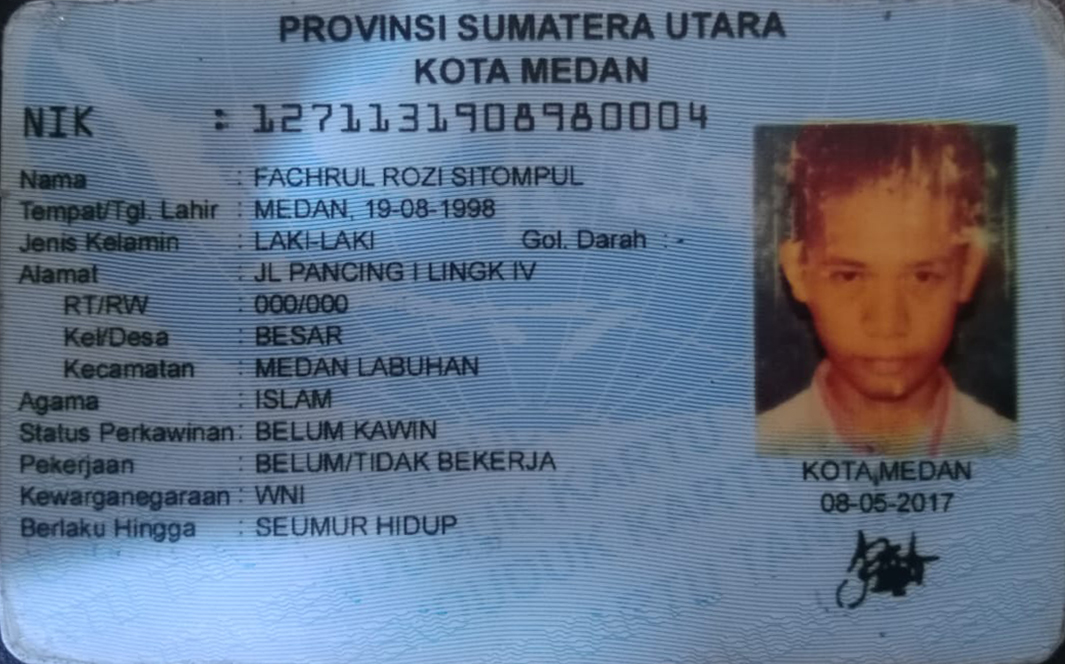 PROVINSI SUMATERA UTARA
KOTA MEDAN
NIK : 1271131908980004
Nama : FACHRUL ROZI SITOMPUL
Tempat/Tgl. Lahir : MEDAN, 19-08-1998
Jenis Kelamin : LAKI-LAKI Gol. Darah : -
Alamat : JL PANCING I LINGK IV
RT/RW : 000/000
Kel/Desa : BESAR
Kecamatan : MEDAN LABUHAN
Agama : ISLAM
Status Perkawinan : BELUM KAWIN
Pekerjaan : BELUM/TIDAK BEKERJA
Kewarganegaraan : WNI
Berlaku Hingga : SEUMUR HIDUP
KOTA MEDAN
08-05-2017